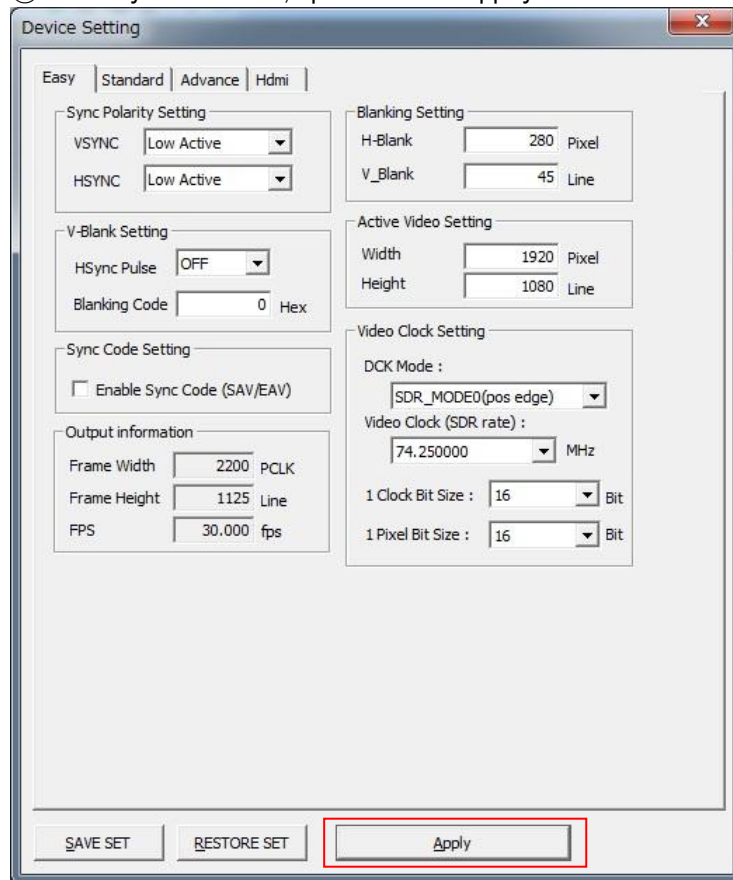 Device Setting
Easy Standard Advance Hdmi
Sync Polarity Setting
VSYNC Low Active
HSYNC Low Active
V-Blank Setting
HSync Pulse OFF
Blanking Code 0 Hex
Sync Code Setting
Enable Sync Code (SAV/EAV)
Output information
Frame Width 2200 PCLK
Frame Height 1125 Line
FPS 30.000 fps
Blanking Setting
H-Blank 280 Pixel
V_Blank 45 Line
Active Video Setting
Width 1920 Pixel
Height 1080 Line
Video Clock Setting
DCK Mode :
SDR_MODE0(pos edge)
Video Clock (SDR rate) :
74.250000 MHz
1 Clock Bit Size : 16 Bit
1 Pixel Bit Size : 16 Bit
SAVE SET RESTORE SET Apply